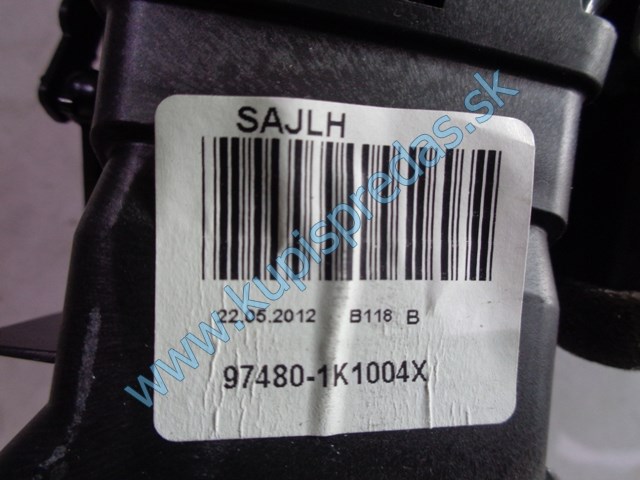 SAJLH
22.05.2012 B118 B
97480-1K1004X
www.kupispredas.sk